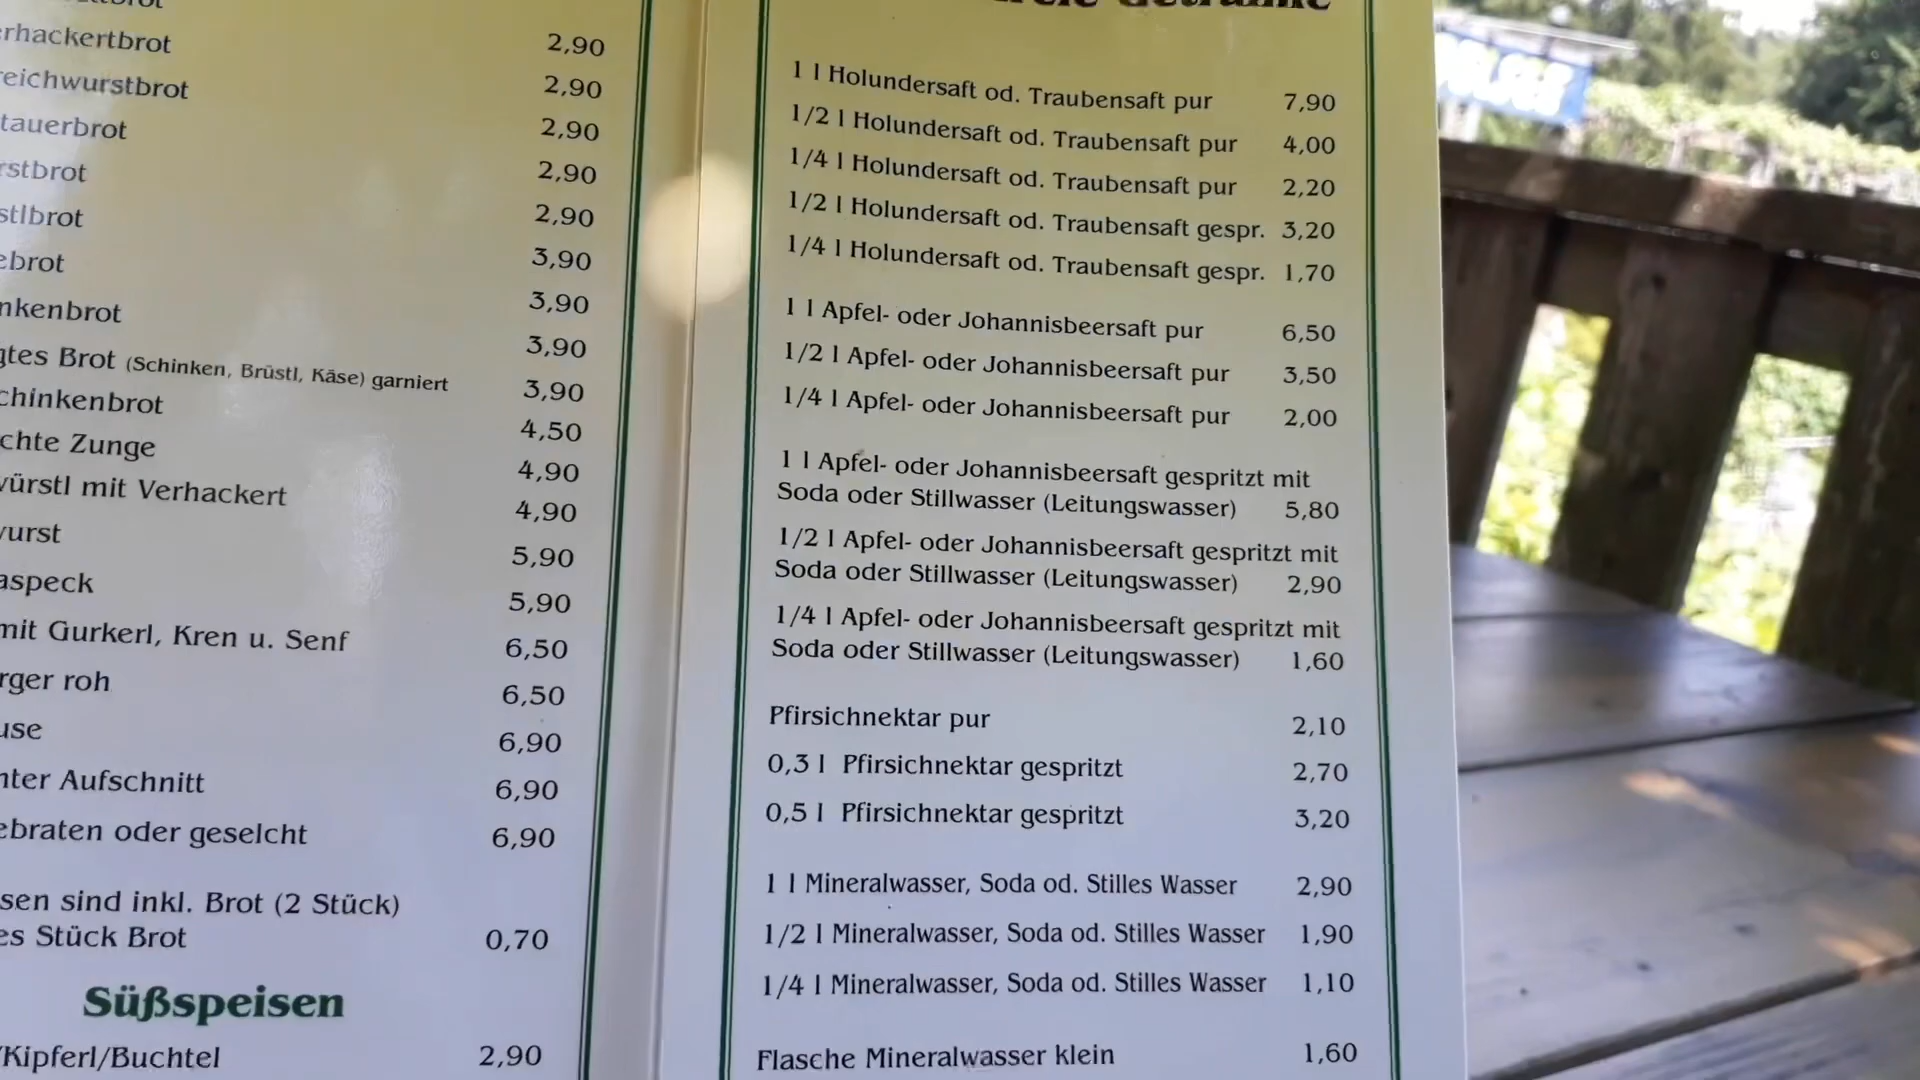 brot 2,90
rhackertbrot 2,90
eichwurstbrot 2,90
tauerbrot 2,90
rstbrot 2,90
stlbrot 3,90
ebrot 3,90
nkenbrot 3,90
gtes Brot (Schinken, Brüstl, Käse) garniert 3,90
chinkenbrot 4,50
chte Zunge 4,90
würstl mit Verhackert 4,90
wurst 5,90
aspeck 5,90
mit Gurkerl, Kren u. Senf 6,50
rger roh 6,50
use 6,90
nter Aufschnitt 6,90
ebraten oder geselcht 6,90
sen sind inkl. Brot (2 Stück)
es Stück Brot 0,70
Süßspeisen
/Kipferl/Buchtel 2,90
Getränke
1 l Holundersaft od. Traubensaft pur 7,90
1/2 l Holundersaft od. Traubensaft pur 4,00
1/4 l Holundersaft od. Traubensaft pur 2,20
1/2 l Holundersaft od. Traubensaft gespr. 3,20
1/4 l Holundersaft od. Traubensaft gespr. 1,70
1 l Apfel- oder Johannisbeersaft pur 6,50
1/2 l Apfel- oder Johannisbeersaft pur 3,50
1/4 l Apfel- oder Johannisbeersaft pur 2,00
1 l Apfel- oder Johannisbeersaft gespritzt mit
Soda oder Stillwasser (Leitungswasser) 5,80
1/2 l Apfel- oder Johannisbeersaft gespritzt mit
Soda oder Stillwasser (Leitungswasser) 2,90
1/4 l Apfel- oder Johannisbeersaft gespritzt mit
Soda oder Stillwasser (Leitungswasser) 1,60
Pfirsichnektar pur 2,10
0,3 l Pfirsichnektar gespritzt 2,70
0,5 l Pfirsichnektar gespritzt 3,20
1 l Mineralwasser, Soda od. Stilles Wasser 2,90
1/2 l Mineralwasser, Soda od. Stilles Wasser 1,90
1/4 l Mineralwasser, Soda od. Stilles Wasser 1,10
Flasche Mineralwasser klein 1,60